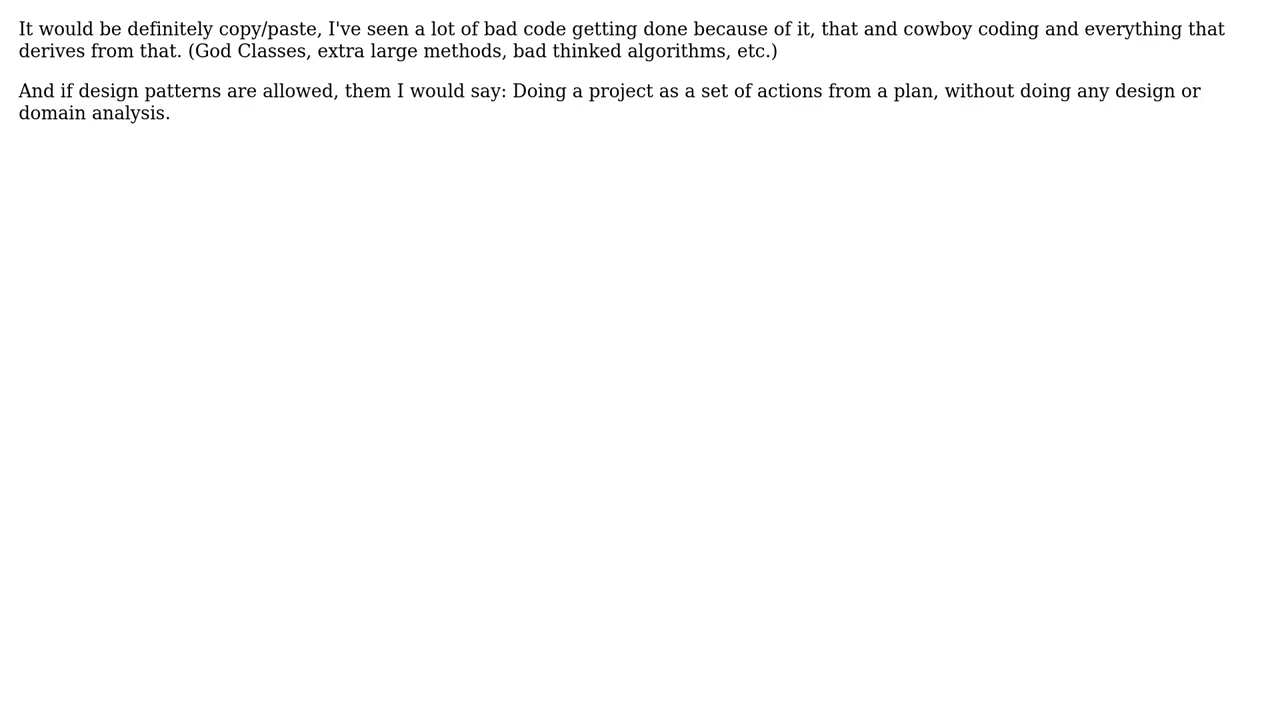 It would be definitely copy/paste, I've seen a lot of bad code getting done because of it, that and cowboy coding and everything that
derives from that. (God Classes, extra large methods, bad thinked algorithms, etc.)
And if design patterns are allowed, them I would say: Doing a project as a set of actions from a plan, without doing any design or
domain analysis.